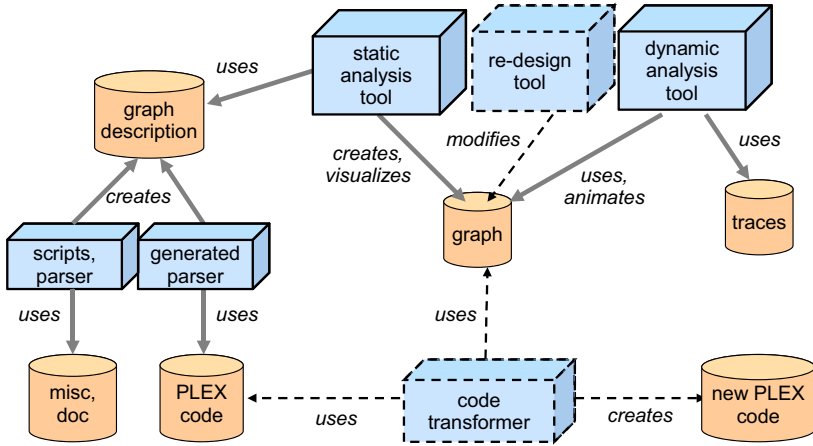 static
analysis
tool
re-design
tool
dynamic
analysis
tool
uses
graph
description
creates,
visualizes
modifies
uses,
animates
uses
creates
scripts,
parser
generated
parser
graph
traces
uses
uses
uses
misc,
doc
PLEX
code
uses
code
transformer
creates
new PLEX
code